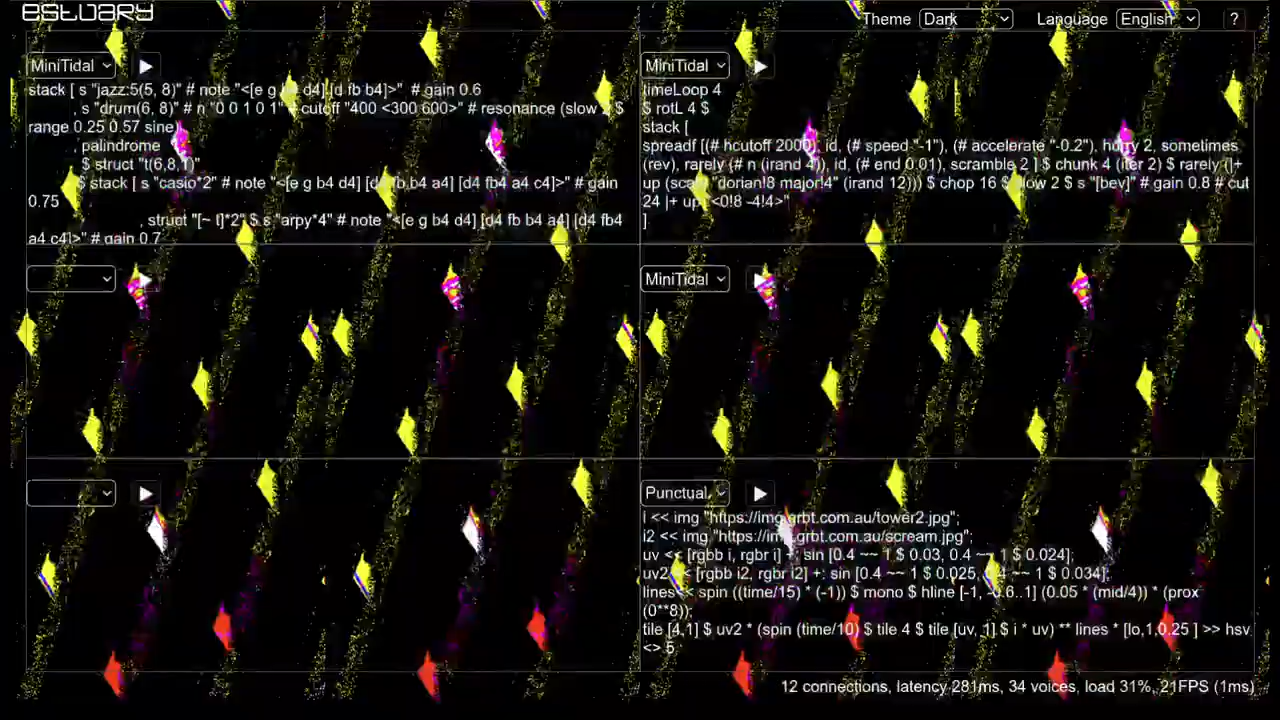 estuary
Theme Dark Language English ?
MiniTidal
stack [ s "jazz:5(5, 8)" # note "<[e g b4 d4] [d fb b4]>" # gain 0.6
, s "drum(6, 8)" # n "0 0 1 0 1" # cutoff "400 <300 600>" # resonance (slow 2 $
range 0.25 0.57 sine)
, palindrome
$ struct "t(6,8,1)"
$ stack [ s "casio*2" # note "<[e g b4 d4] [d4 fb b4 a4] [d4 fb4 a4 c4]>" # gain
0.75
, struct "[~ t]*2" $ s "arpy*4" # note "<[e g b4 d4] [d4 fb b4 a4] [d4 fb4
a4 c4]>" # gain 0.7
MiniTidal
timeLoop 4
$ rotL 4 $
stack [
spreadf [(# hcutoff 2000), id, (# speed "-1"), (# accelerate "-0.2"), hurry 2, sometimes
(rev), rarely (# n (irand 4)), id, (# end 0.01), scramble 2 ] $ chunk 4 (iter 2) $ rarely (|+
up (scale "dorian!8 major!4" (irand 12))) $ chop 16 $ slow 2 $ s "[bev]" # gain 0.8 # cut
24 |+ up "<0!8 -4!4>"
]
MiniTidal
Punctual
i << img "https://img.grbt.com.au/tower2.jpg";
i2 << img "https://img.grbt.com.au/scream.jpg";
uv << [rgbb i, rgbr i] +: sin [0.4 ~~ 1 $ 0.03, 0.4 ~~ 1 $ 0.024];
uv2 << [rgbb i2, rgbr i2] +: sin [0.4 ~~ 1 $ 0.025, 0.4 ~~ 1 $ 0.034];
lines << spin ((time/15) * (-1)) $ mono $ hline [-1, -0.6..1] (0.05 * (mid/4)) * (prox
(0**8));
tile [4,1] $ uv2 * (spin (time/10) $ tile 4 $ tile [uv, 1] $ i * uv) ** lines * [lo,1,0.25 ] >> hsv
<> 5
12 connections, latency 281ms, 34 voices, load 31%, 21FPS (1ms)